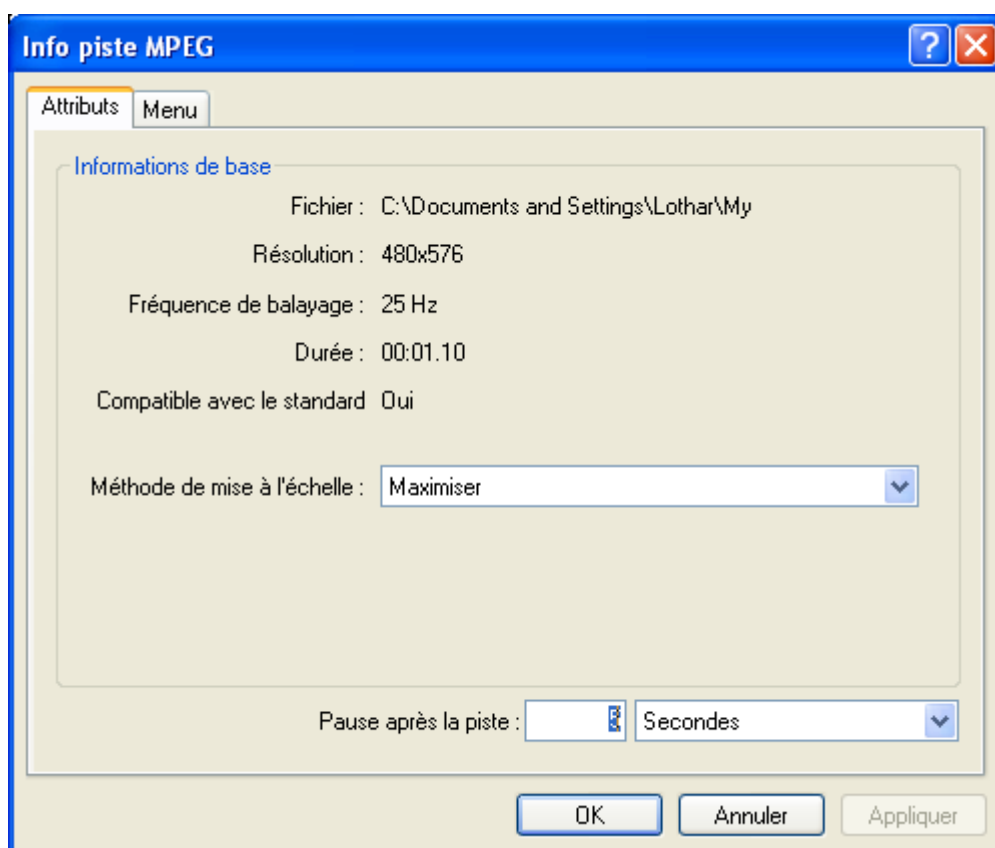 Info piste MPEG
Attributs Menu
Informations de base
Fichier : C:\Documents and Settings\Lothar\My
Résolution : 480x576
Fréquence de balayage : 25 Hz
Durée : 00:01.10
Compatible avec le standard Oui
Méthode de mise à l'échelle : Maximiser
Pause après la piste : Secondes
OK Annuler Appliquer